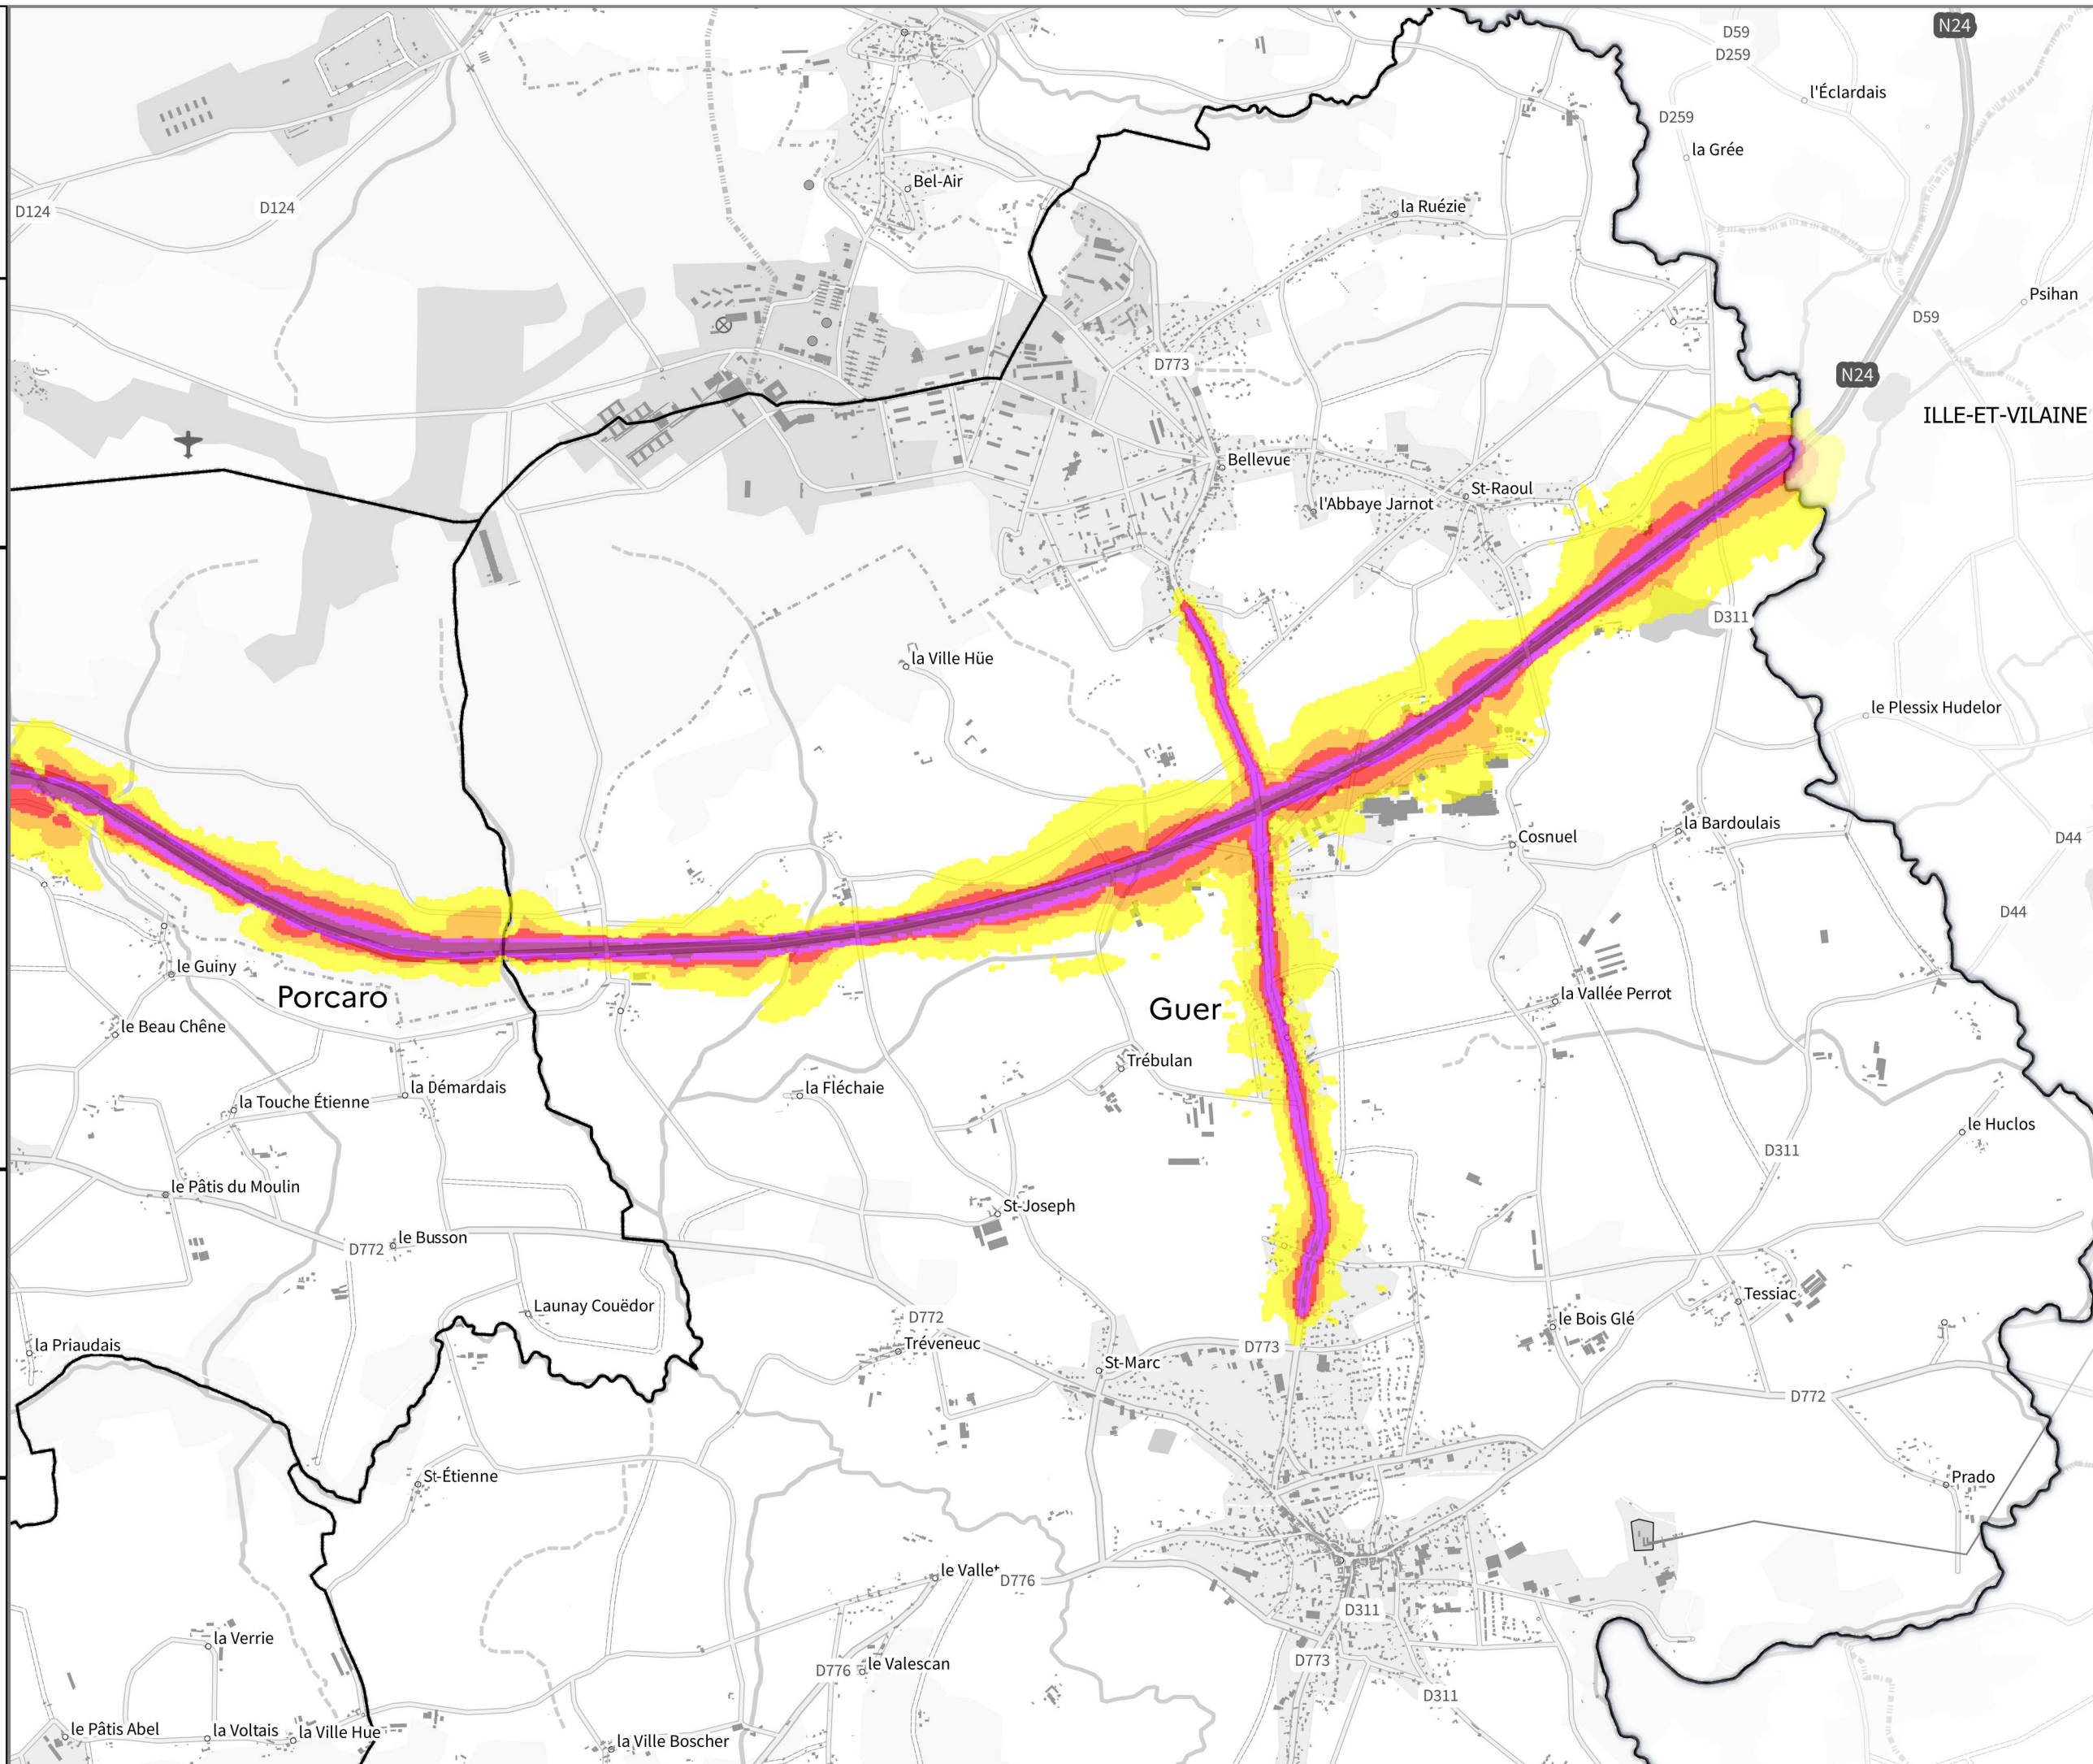 N24
D59
D259
l'Éclardais
D259
la Grée
Bel-Air
la Ruézie
D124
D124
Psihan
D59
D773
N24
ILLE-ET-VILAINE
Bellevue
St-Raoul
l'Abbaye Jarnot
D311
la Ville Hüe
le Plessix Hudelor
la Bardoulais
Cosnuel
D44
D44
le Guiny
Porcaro
Guer
la Vallée Perrot
le Beau Chêne
Trébulan
la Démardais
la Fléchaie
la Touche Étienne
le Huclos
D311
le Pâtis du Moulin
St-Joseph
le Busson
D772
Tessiac
Launay Couëdor
D772
le Bois Glé
la Priaudais
Tréveneuc
D773
St-Marc
D772
St-Étienne
Prado
le Vallet
D776
D311
la Verrie
D773
D776
le Valescan
D311
le Pâtis Abel
la Voltais
la Ville Hue
la Ville Boscher